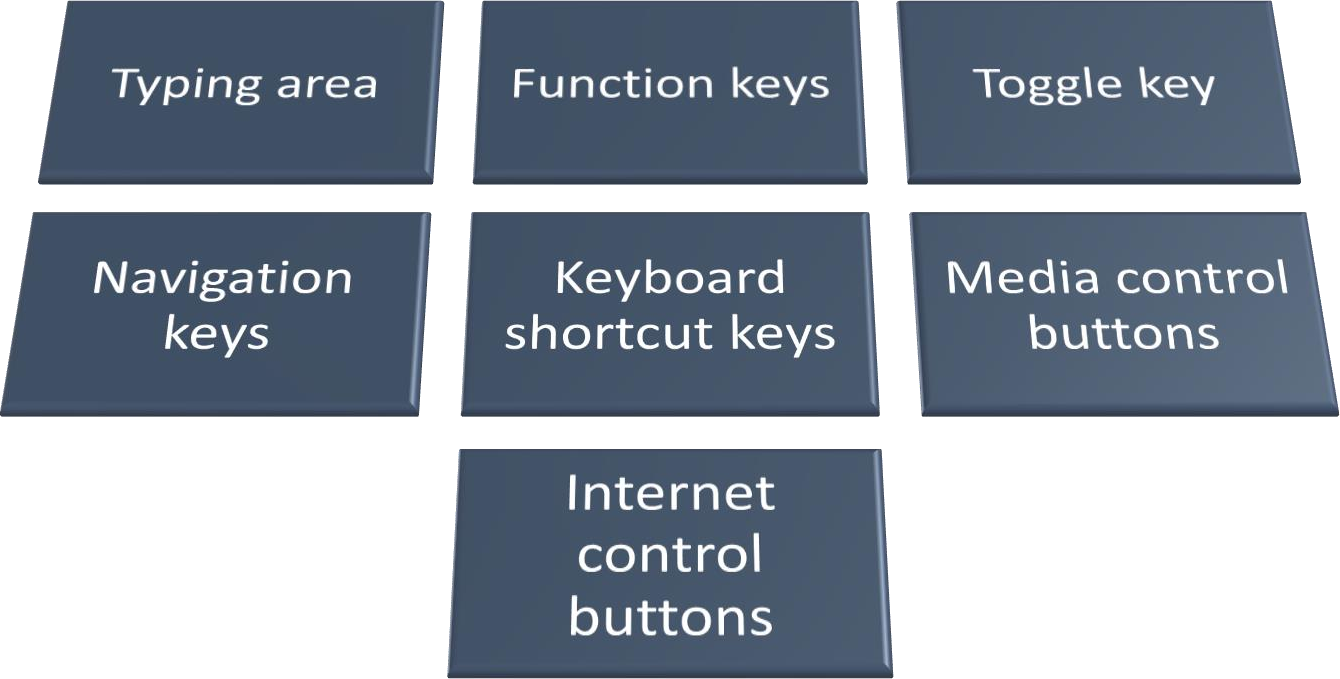 Typing area
Function keys
Toggle key
Navigation
keys
Keyboard
shortcut keys
Media control
buttons
Internet
control
buttons